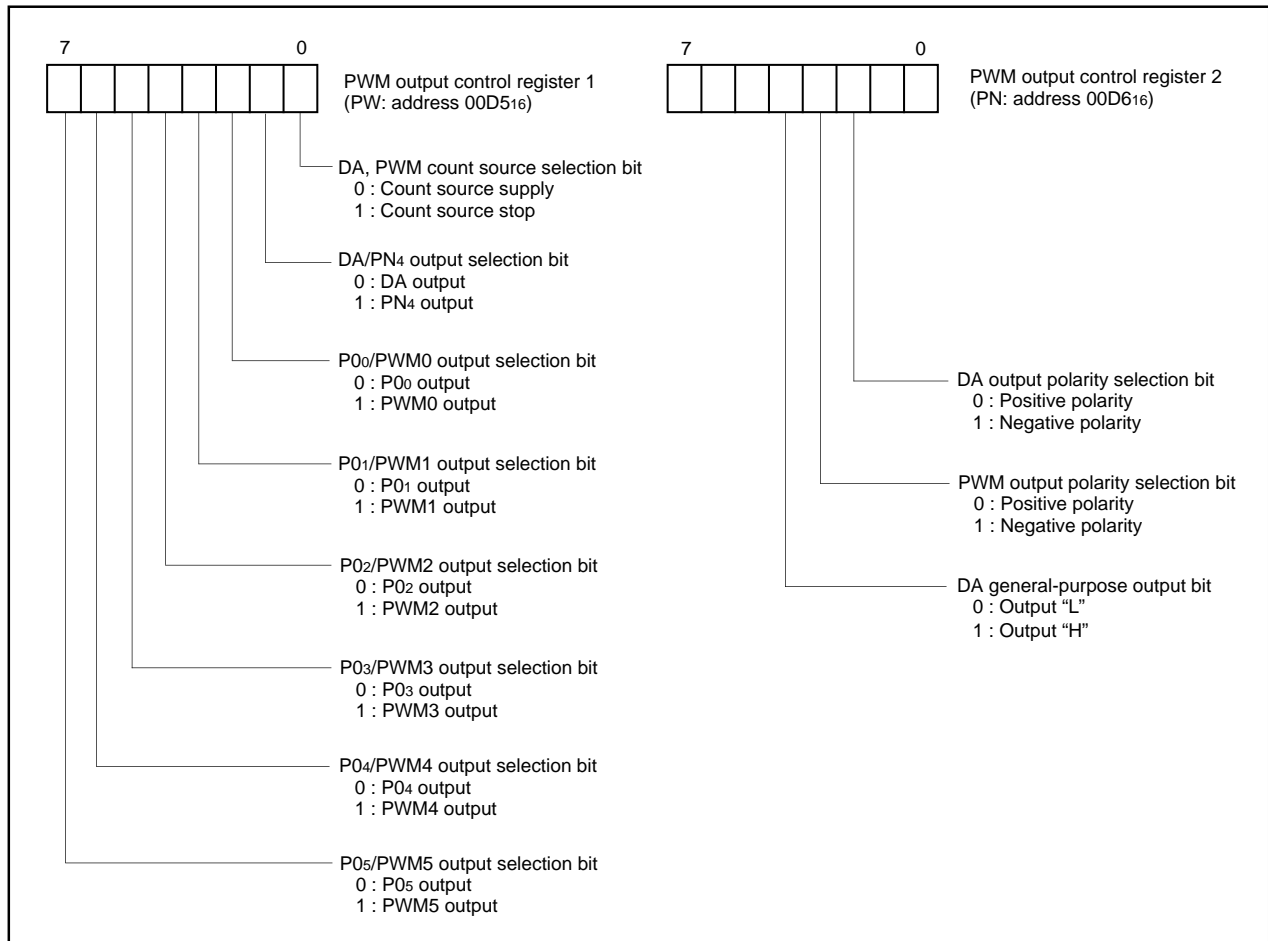 7 0
PWM output control register 1
(PW: address 00D516)
DA, PWM count source selection bit
0 : Count source supply
1 : Count source stop
DA/PN4 output selection bit
0 : DA output
1 : PN4 output
P00/PWM0 output selection bit
0 : P00 output
1 : PWM0 output
P01/PWM1 output selection bit
0 : P01 output
1 : PWM1 output
P02/PWM2 output selection bit
0 : P02 output
1 : PWM2 output
P03/PWM3 output selection bit
0 : P03 output
1 : PWM3 output
P04/PWM4 output selection bit
0 : P04 output
1 : PWM4 output
P05/PWM5 output selection bit
0 : P05 output
1 : PWM5 output
7 0
PWM output control register 2
(PN: address 00D616)
DA output polarity selection bit
0 : Positive polarity
1 : Negative polarity
PWM output polarity selection bit
0 : Positive polarity
1 : Negative polarity
DA general-purpose output bit
0 : Output “L”
1 : Output “H”